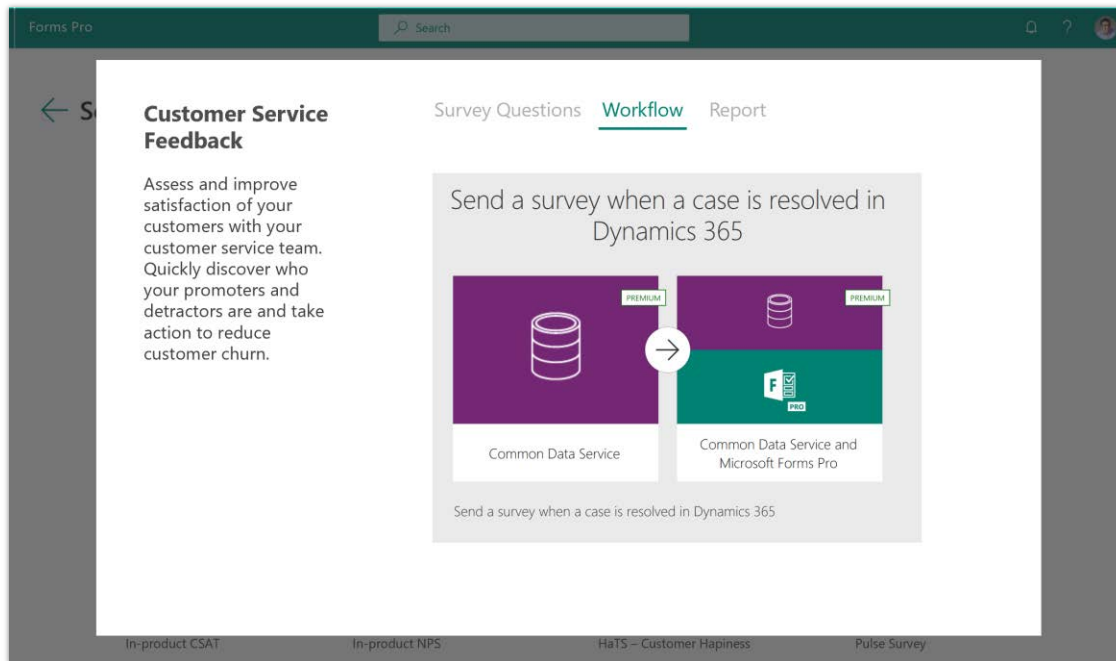 Forms Pro
Search
?
Customer Service
Feedback
Assess and improve
satisfaction of your
customers with your
customer service team.
Quickly discover who
your promoters and
detractors are and take
action to reduce
customer churn.
Survey Questions Workflow Report
Send a survey when a case is resolved in
Dynamics 365
PREMIUM
PREMIUM
F
PRO
Common Data Service
Common Data Service and
Microsoft Forms Pro
Send a survey when a case is resolved in Dynamics 365
In-product CSAT In-product NPS HaTS – Customer Hapiness Pulse Survey